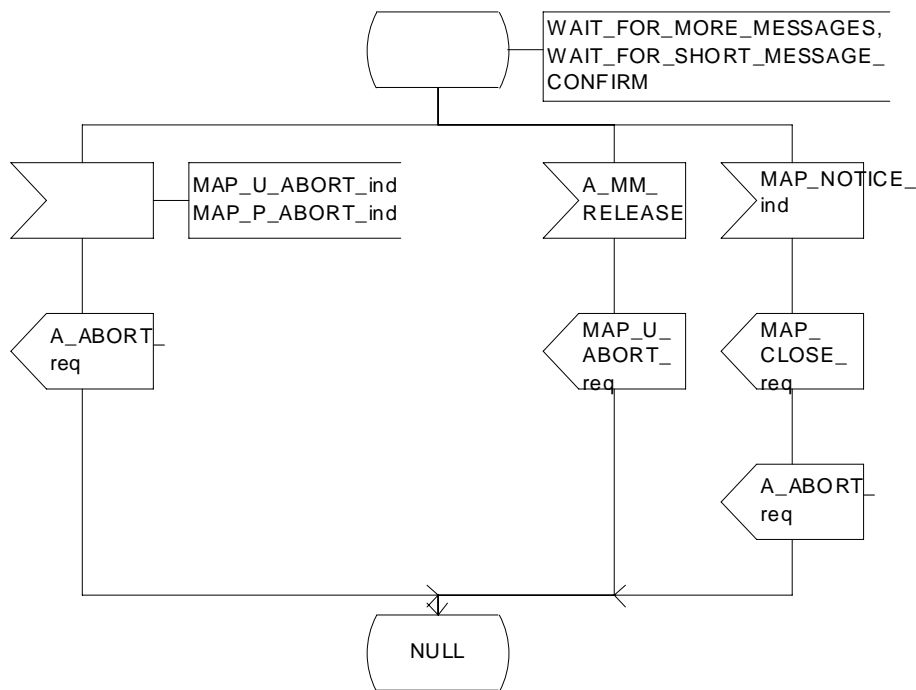 WAIT_FOR_MORE_MESSAGES,
WAIT_FOR_SHORT_MESSAGE_
CONFIRM
MAP_U_ABORT_ind
MAP_P_ABORT_ind
A_MM_
RELEASE
MAP_NOTICE_
ind
A_ABORT_
req
MAP_U_
ABORT_
req
MAP_
CLOSE_
req
A_ABORT_
req
NULL